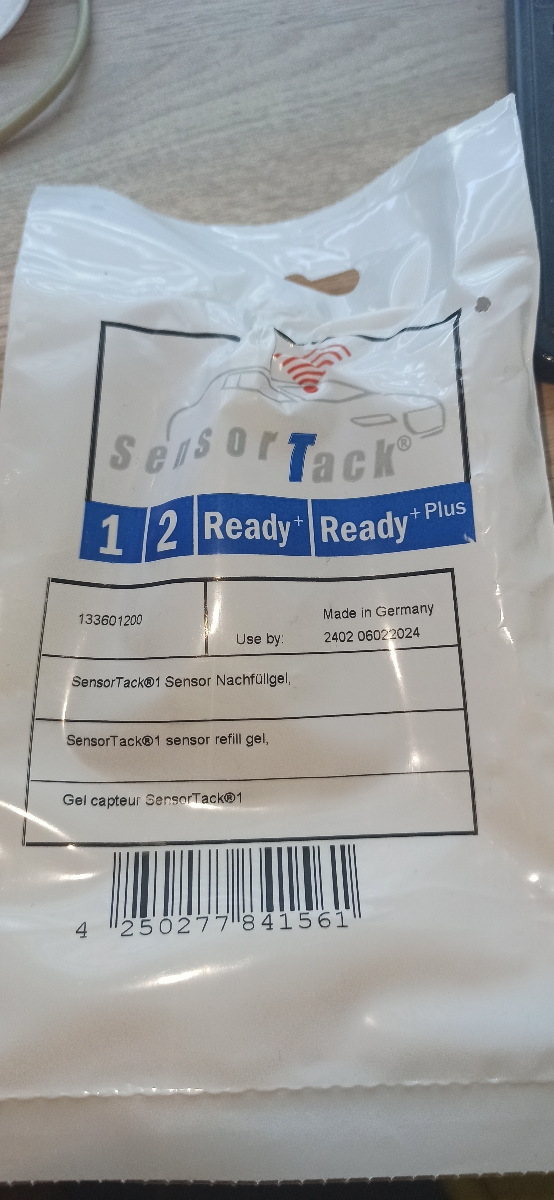 SensorTack®
1 2 Ready+ Ready+ Plus
133601200
Made in Germany
Use by: 2402 06022024
SensorTack®1 Sensor Nachfüllgel,
SensorTack®1 sensor refill gel,
Gel capteur SensorTack®1
4 250277 841561